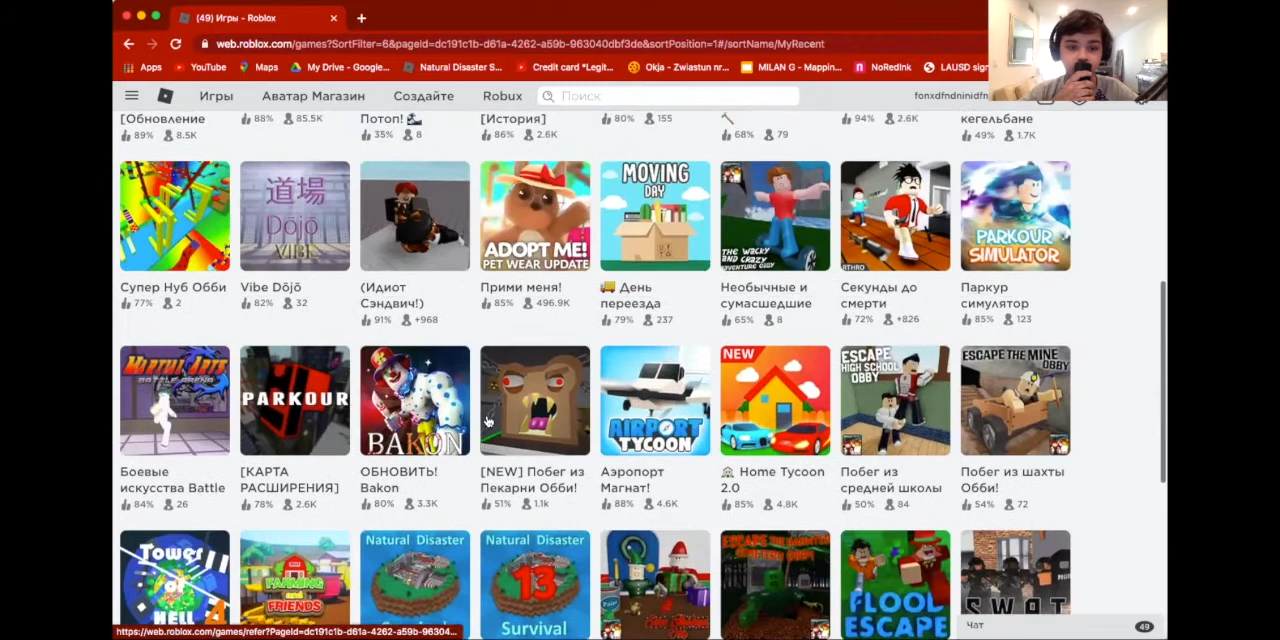 (49) Игры - Roblox
web.roblox.com/games?SortFilter=6&pageid=dc191c1b-d61a-4262-a59b-963040dbf3de&sortPosition=1#/sortName/MyRecent
Apps YouTube Maps My Drive - Google... Natural Disaster S... Credit card *Legit... Okja - Zwiastun nr... MILAN G - Mappin... NoRedInk LAUSD sign
Игры Аватар Магазин Создайте Robux Поиск fonxdfndninidfn
[Обновление Потоп! [История] кегельбане
89% 8.5K 88% 85.5K 35% 8 86% 2.6K 80% 155 68% 79 94% 2.6K 49% 1.7K
道場
Dōjō
VIBE
ADOPT ME!
PET WEAR UPDATE
MOVING
DAY
THE WACKY
AND CRAZY
ADVENTURE OBBY
RTHRO
PARKOUR
SIMULATOR
Супер Нуб Обби
77% 2
Vibe Dōjō
82% 32
(Идиот
Сэндвич!)
91% +968
Прими меня!
85% 496.9K
День
переезда
79% 237
Необычные и
сумасшедшие
65% 8
Секунды до
смерти
72% +826
Паркур
симулятор
85% 123
MARTIAL ARTS
BATTLE ARENA
PARKOUR
BAKON
AIRPORT
TYCOON
NEW
ESCAPE
HIGH SCHOOL
OBBY
ESCAPE THE MINE
OBBY
Боевые
искусства Battle
84% 26
[КАРТА
РАСШИРЕНИЯ]
78% 2.6K
ОБНОВИТЬ!
Bakon
80% 3.3K
[NEW] Побег из
Пекарни Обби!
51% 1.1k
Аэропорт
Магнат!
88% 4.6K
Home Tycoon
2.0
85% 4.8K
Побег из
средней школы
50% 84
Побег из шахты
Обби!
54% 72
Tower
of
HELL
FARMING
and
FRIENDS
Natural Disaster
Survival
Natural Disaster
13
Survival
FLOOD
ESCAPE
SWAT
Чат 49
https://web.roblox.com/games/refer?PageId=dc191c1b-d61a-4262-a59b-96304...